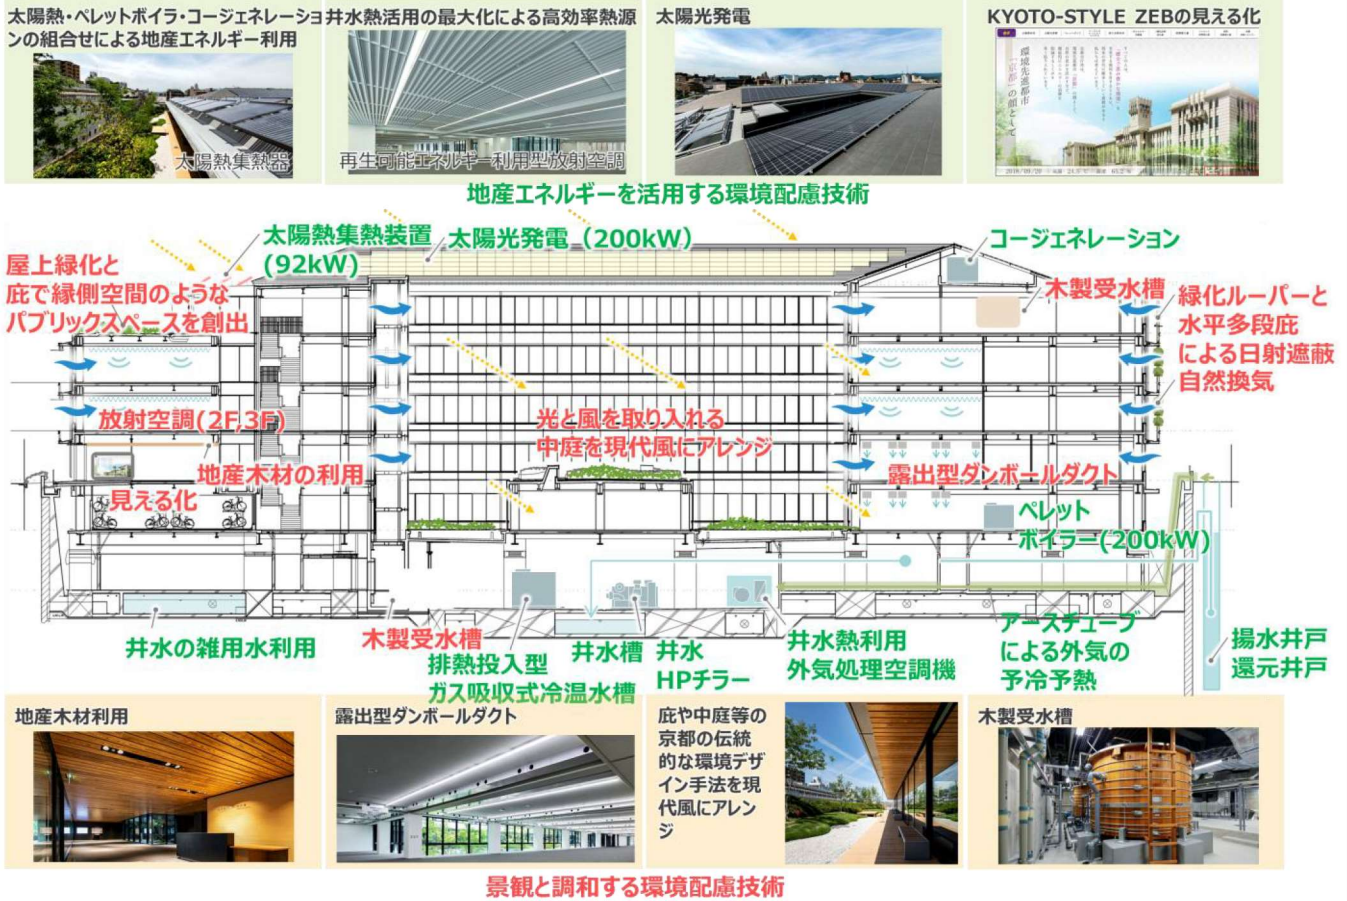 太陽熱・ペレットボイラ・コージェネレーショ
ンの組合せによる地産エネルギー利用
太陽熱集熱器
井水熱活用の最大化による高効率熱源
再生可能エネルギー利用型放射空調
太陽光発電
KYOTO-STYLE ZEBの見える化
環境先進都市
「京都」の顔として
地産エネルギーを活用する環境配慮技術
太陽熱集熱装置
(92kW)
太陽光発電（200kW）
コージェネレーション
屋上緑化と
庇で縁側空間のような
パブリックスペースを創出
木製受水槽
緑化ルーパーと
水平多段庇
による日射遮蔽
自然換気
放射空調(2F,3F)
光と風を取り入れる
中庭を現代風にアレンジ
地産木材の利用
見える化
露出型ダンボールダクト
ペレット
ボイラー(200kW)
井水の雑用水利用
木製受水槽
排熱投入型
ガス吸収式冷温水槽
井水槽
井水
HPチラー
井水熱利用
外気処理空調機
アースチューブ
による外気の
予冷予熱
揚水井戸
還元井戸
地産木材利用
露出型ダンボールダクト
庇や中庭等の
京都の伝統
的な環境デザ
イン手法を現
代風にアレン
ジ
木製受水槽
景観と調和する環境配慮技術